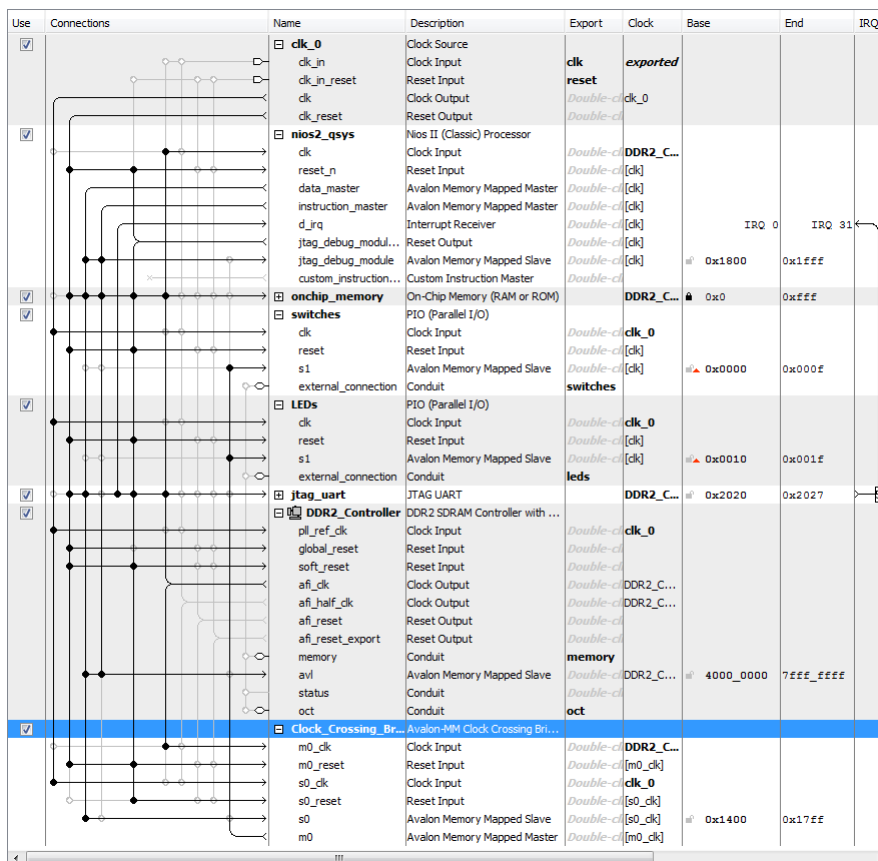 Use Connections Name Description Export Clock Base End IRQ
clk_0 Clock Source
clk_in Clock Input clk exported
clk_in_reset Reset Input reset
clk Clock Output Double-cli clk_0
clk_reset Reset Output Double-cli
nios2_qsys Nios II (Classic) Processor
clk Clock Input Double-cli DDR2_C...
reset_n Reset Input Double-cli [clk]
data_master Avalon Memory Mapped Master Double-cli [clk]
instruction_master Avalon Memory Mapped Master Double-cli [clk]
d_irq Interrupt Receiver Double-cli [clk] IRQ 0 IRQ 31
jtag_debug_modul... Reset Output Double-cli [clk]
jtag_debug_module Avalon Memory Mapped Slave Double-cli [clk] 0x1800 0x1fff
custom_instruction... Custom Instruction Master Double-cli
onchip_memory On-Chip Memory (RAM or ROM) DDR2_C... 0x0 0xfff
switches PIO (Parallel I/O)
clk Clock Input Double-cli clk_0
reset Reset Input Double-cli [clk]
s1 Avalon Memory Mapped Slave Double-cli [clk] 0x0000 0x000f
external_connection Conduit switches
LEDs PIO (Parallel I/O)
clk Clock Input Double-cli clk_0
reset Reset Input Double-cli [clk]
s1 Avalon Memory Mapped Slave Double-cli [clk] 0x0010 0x001f
external_connection Conduit leds
jtag_uart JTAG UART DDR2_C... 0x2020 0x2027
DDR2_Controller DDR2 SDRAM Controller with ...
pll_ref_clk Clock Input Double-cli clk_0
global_reset Reset Input Double-cli
soft_reset Reset Input Double-cli
afi_clk Clock Output Double-cli DDR2_C...
afi_half_clk Clock Output Double-cli DDR2_C...
afi_reset Reset Output Double-cli
afi_reset_export Reset Output Double-cli
memory Conduit memory
avl Avalon Memory Mapped Slave Double-cli DDR2_C... 4000_0000 7fff_ffff
status Conduit Double-cli
oct Conduit oct
Clock_Crossing_Br... Avalon-MM Clock Crossing Bri...
m0_clk Clock Input Double-cli DDR2_C...
m0_reset Reset Input Double-cli [m0_clk]
s0_clk Clock Input Double-cli clk_0
s0_reset Reset Input Double-cli [s0_clk]
s0 Avalon Memory Mapped Slave Double-cli [s0_clk] 0x1400 0x17ff
m0 Avalon Memory Mapped Master Double-cli [m0_clk]